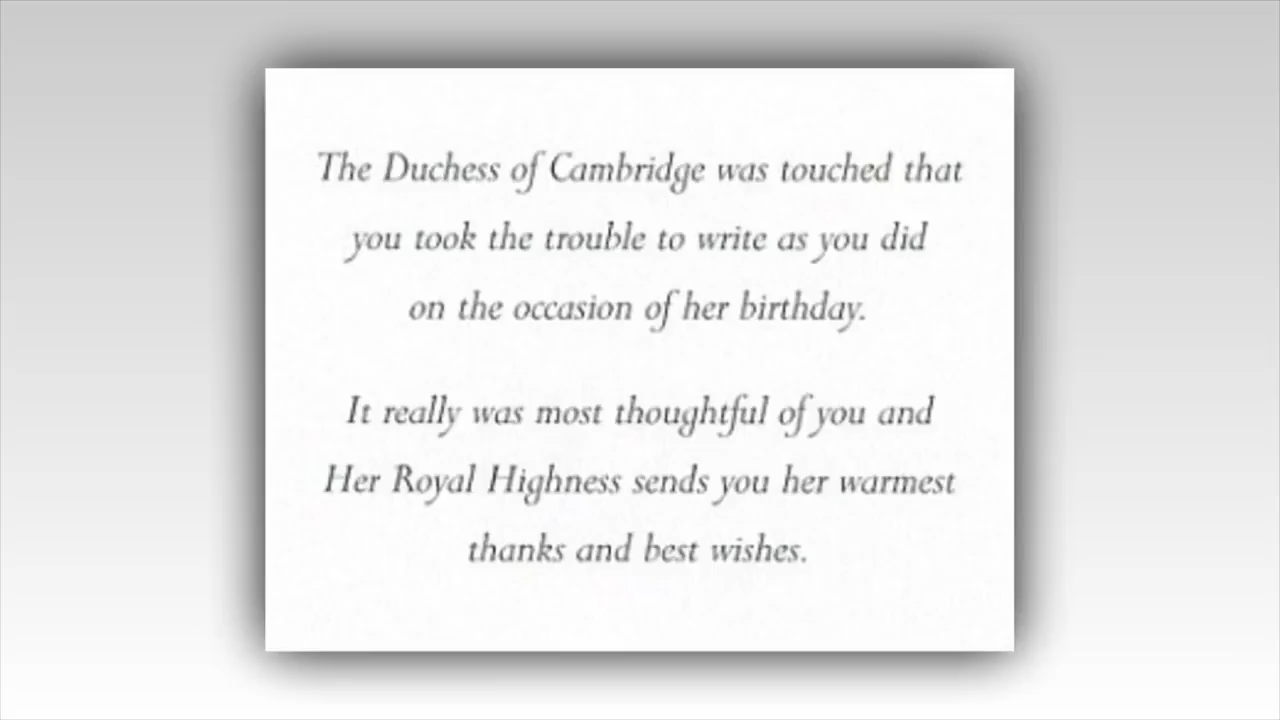 The Duchess of Cambridge was touched that
you took the trouble to write as you did
on the occasion of her birthday.
It really was most thoughtful of you and
Her Royal Highness sends you her warmest
thanks and best wishes.